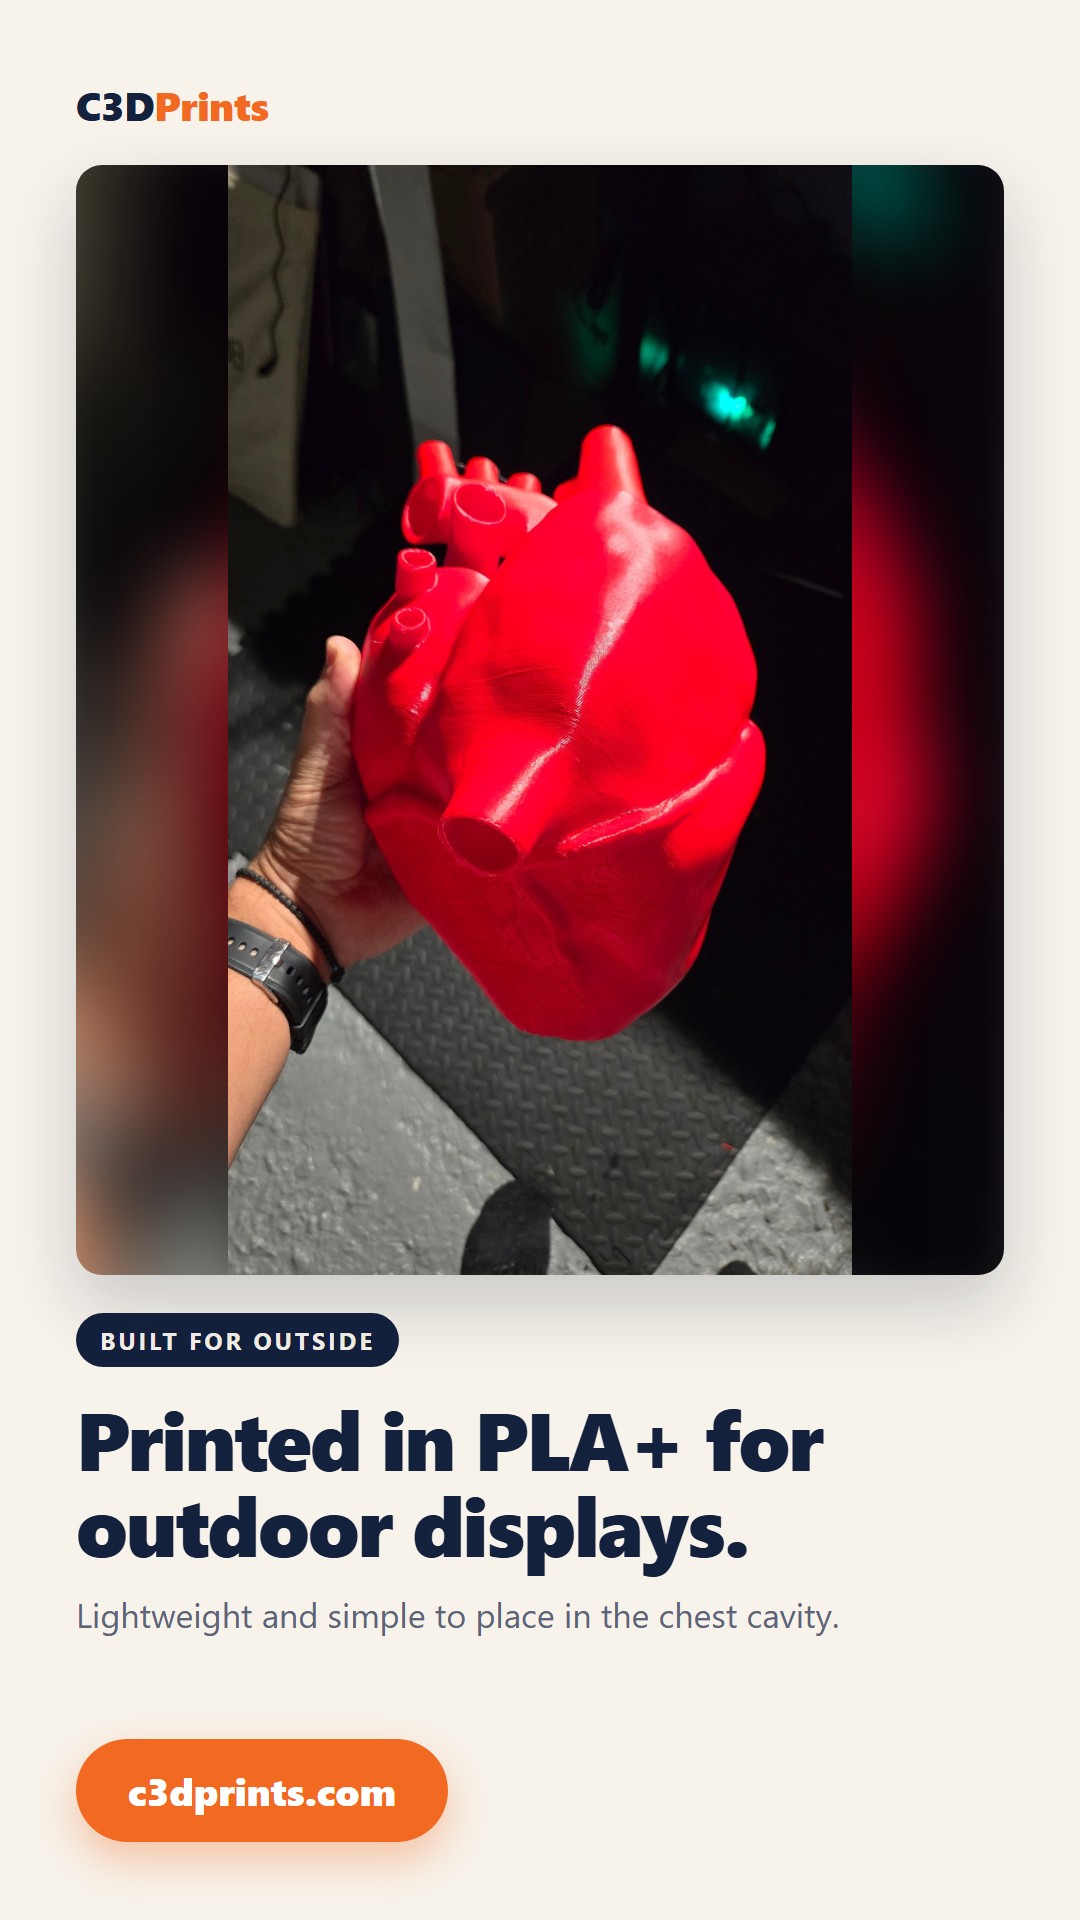 C3DPrints
BUILT FOR OUTSIDE
Printed in PLA+ for
outdoor displays.
Lightweight and simple to place in the chest cavity.
c3dprints.com